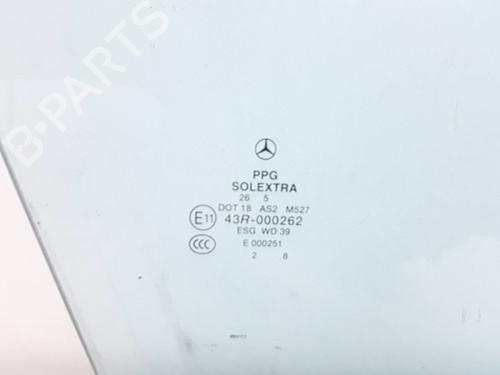 B-PARTS
PPG
SOLEXTRA
26 5
DOT 18 AS2 M527
E11 43R-000262
ESG WD 39
CCC E 000251
2 8